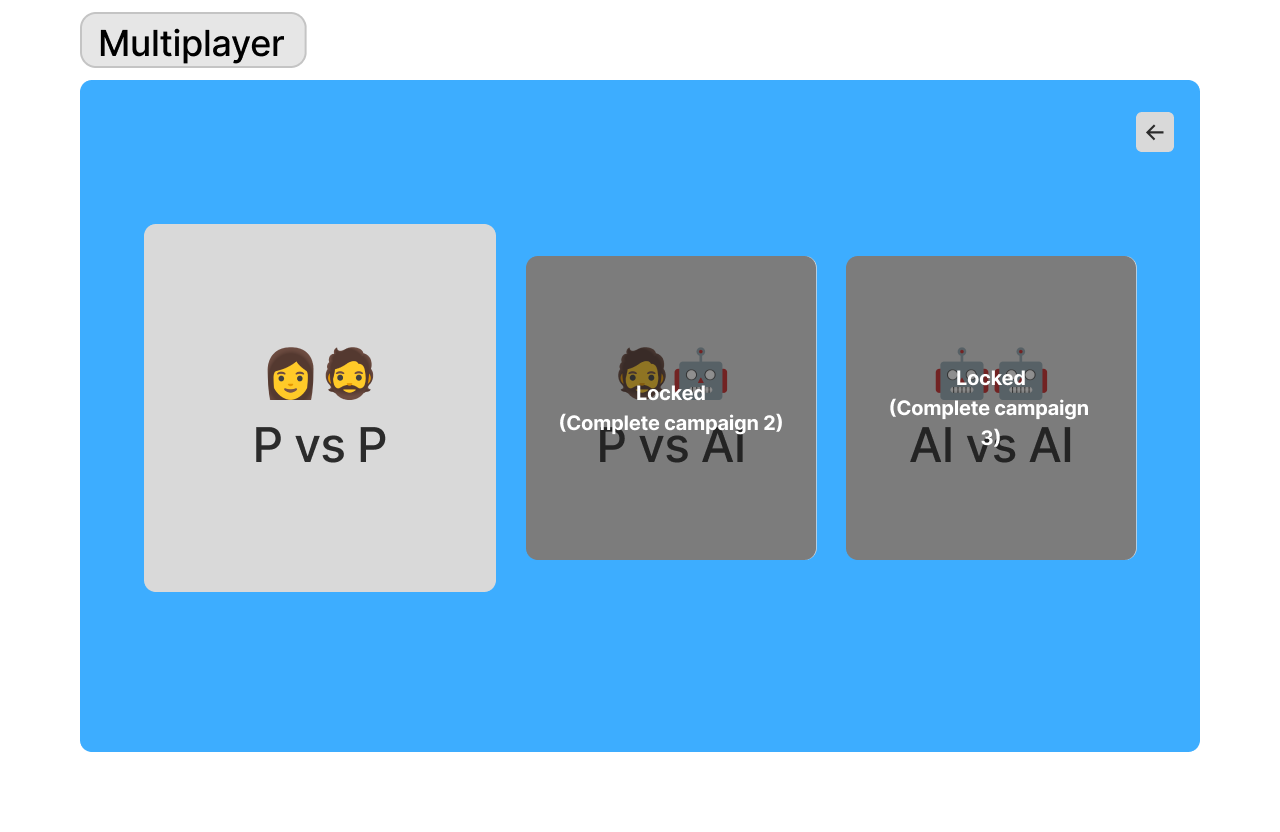 Multiplayer
P vs P
Locked
(Complete campaign 2)
P vs AI
Locked
(Complete campaign
3)
AI vs AI